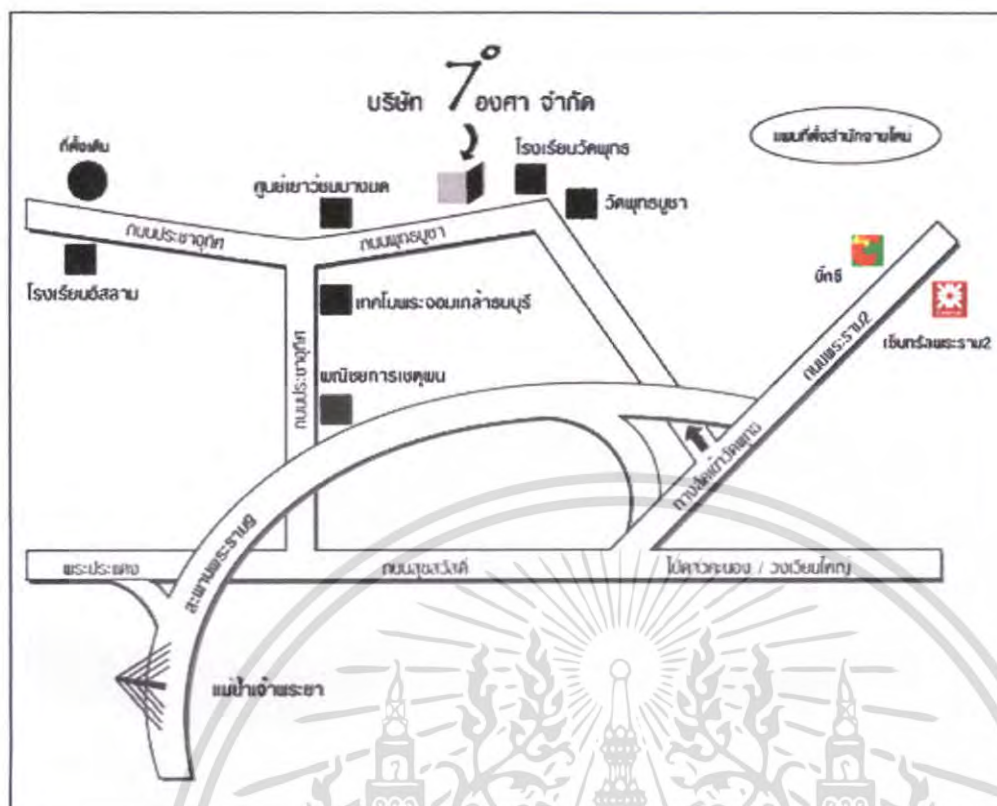 บริษัท 7° องศา จำกัด
แผนที่ตั้งสำนักงานใหม่
ที่ตั้งเดิม
โรงเรียนวัดพุทธ
ศูนย์เยาว์ชนบางมด
วัดพุทธบูชา
ถนนประชาอุทิศ
ถนนพุทธบูชา
บิ๊กซี
โรงเรียนอิสลาม
เทคโนพระจอมเกล้าธนบุรี
เซ็นทรัลพระราม2
ถนนพระราม2
ถนนประชาอุทิศ
พณิชยการเชตุพน
ทางลัดเข้าวัดพุทธ
สะพานพระราม9
พระประแดง
ถนนสุขสวัสดิ์
ไปดาวคะนอง / วงเวียนใหญ่
แม่น้ำเจ้าพระยา